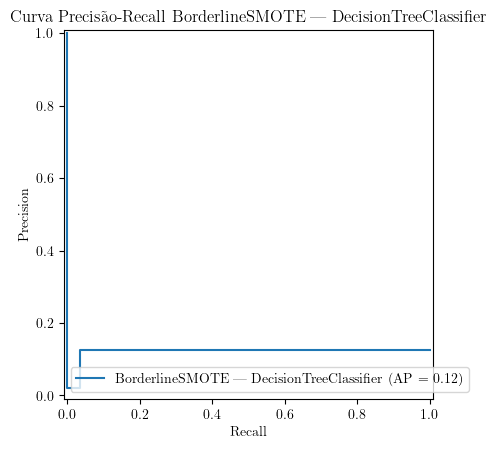 Curva Precisão-Recall BorderlineSMOTE — DecisionTreeClassifier
1.0
0.8
0.6
0.4
0.2
0.0
Precision
BorderlineSMOTE — DecisionTreeClassifier (AP = 0.12)
0.0 0.2 0.4 0.6 0.8 1.0
Recall